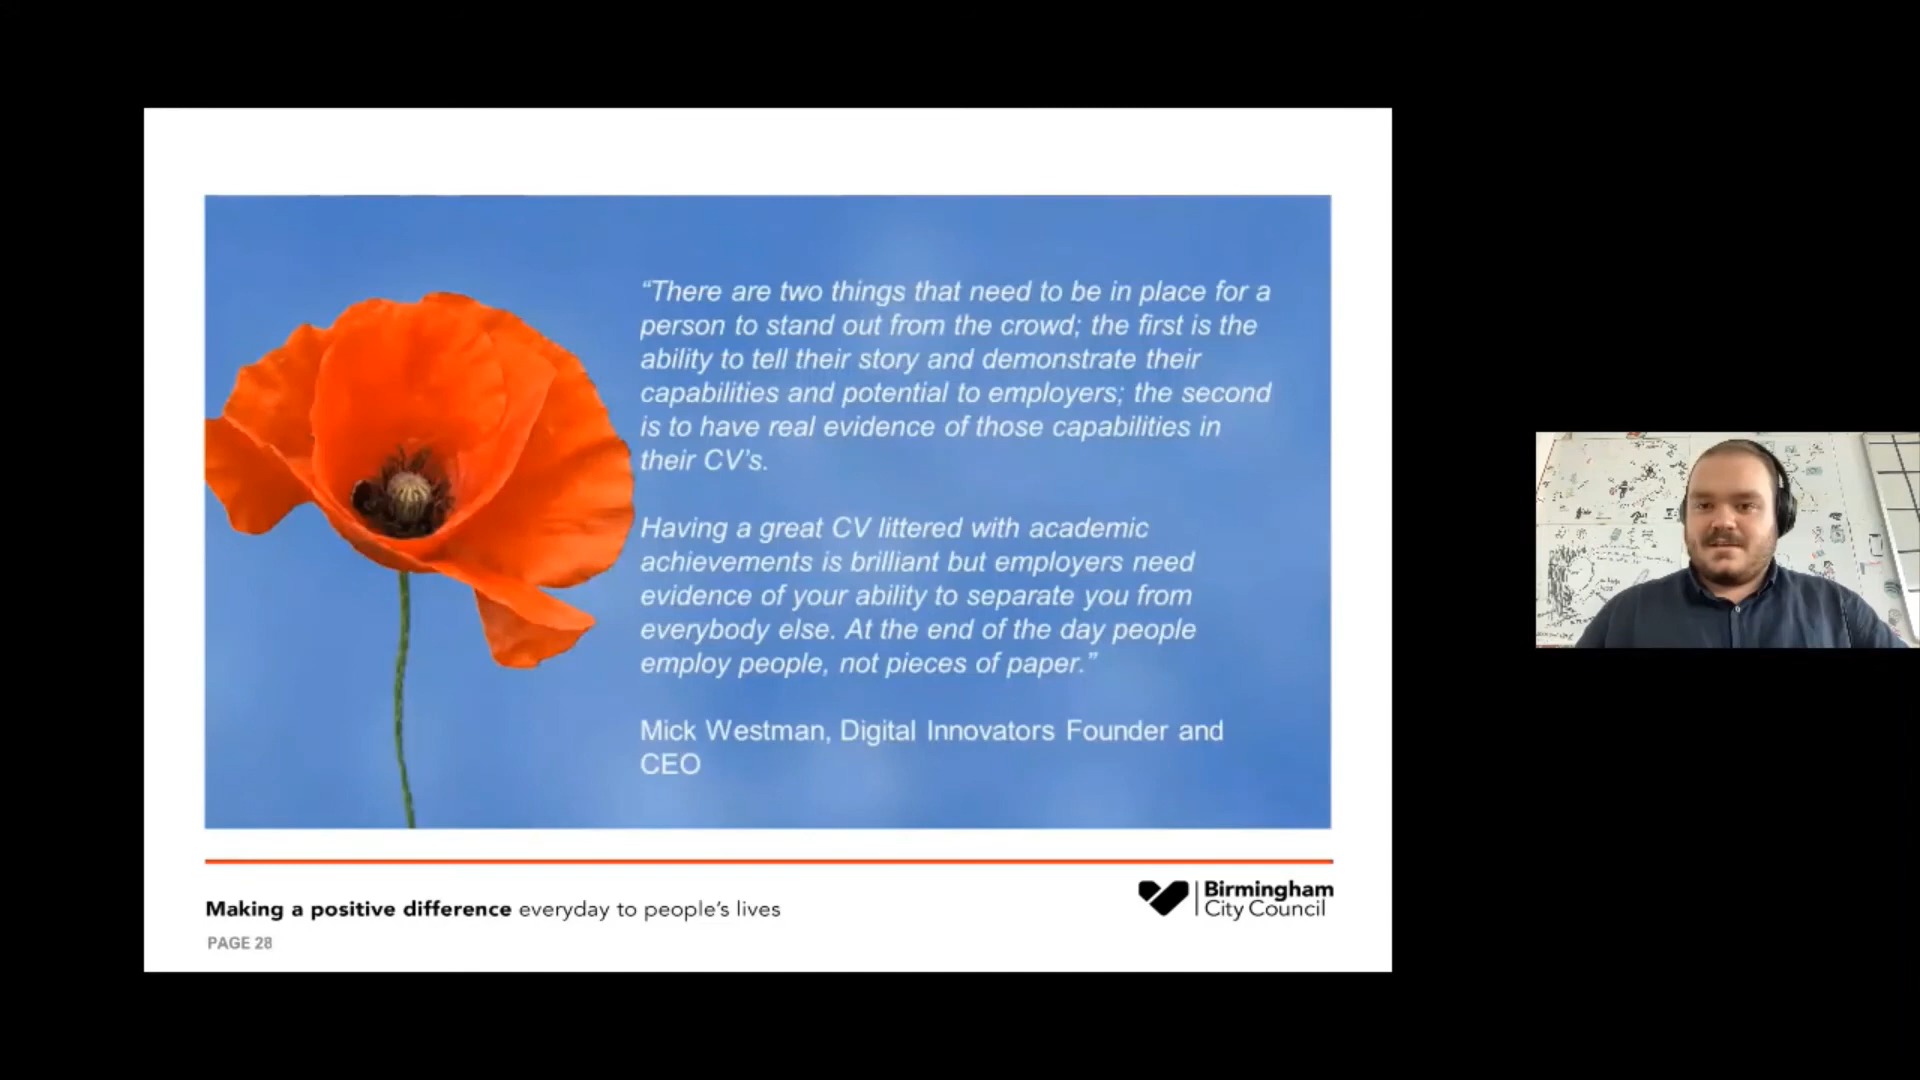 “There are two things that need to be in place for a
person to stand out from the crowd; the first is the
ability to tell their story and demonstrate their
capabilities and potential to employers; the second
is to have real evidence of those capabilities in
their CV’s.
Having a great CV littered with academic
achievements is brilliant but employers need
evidence of your ability to separate you from
everybody else. At the end of the day people
employ people, not pieces of paper.”
Mick Westman, Digital Innovators Founder and
CEO
Making a positive difference everyday to people’s lives
Birmingham
City Council
PAGE 28